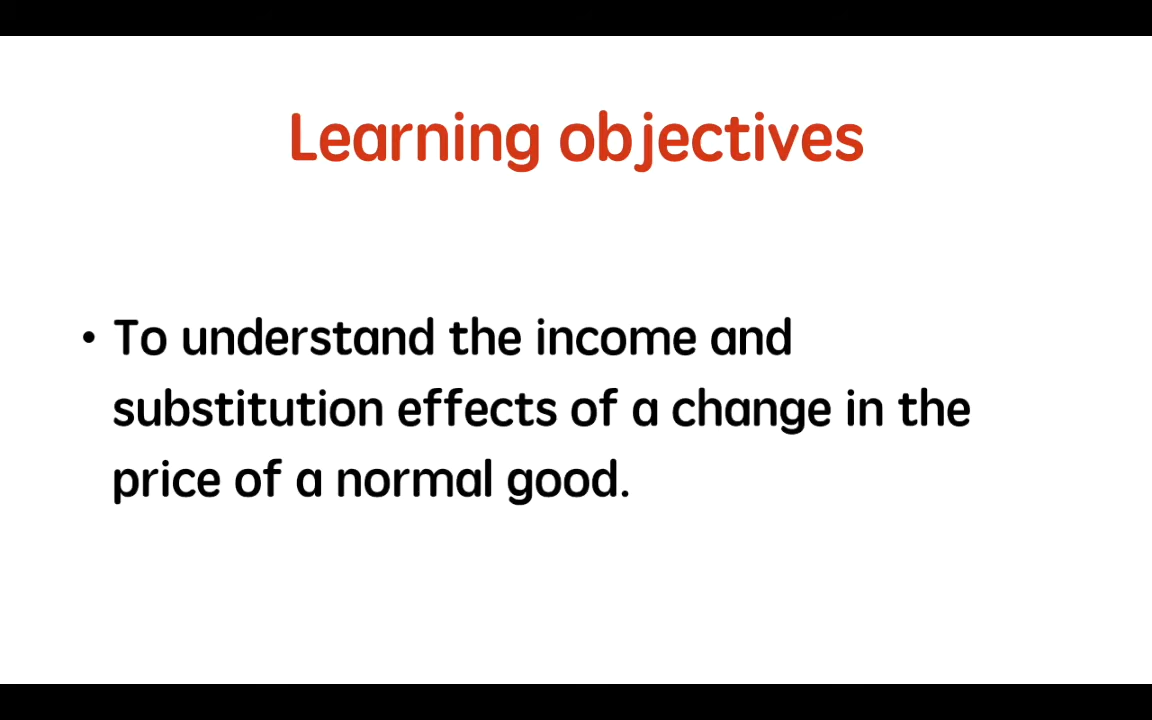 Learning objectives
• To understand the income and
substitution effects of a change in the
price of a normal good.